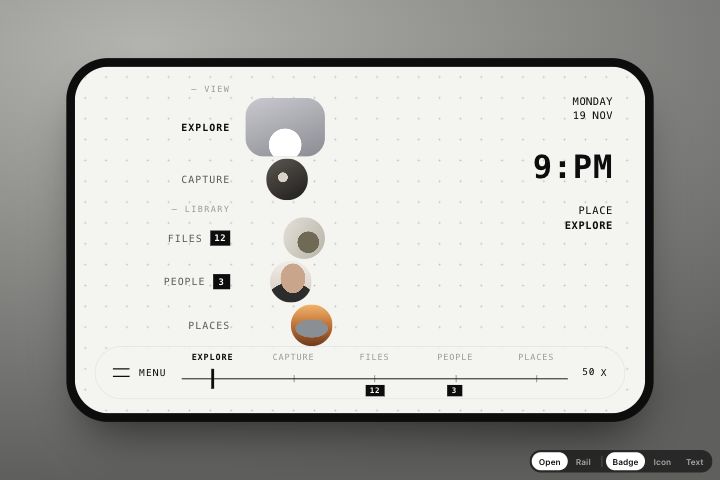 — VIEW
EXPLORE
CAPTURE
— LIBRARY
FILES 12
PEOPLE 3
PLACES
MONDAY
19 NOV
9:PM
PLACE
EXPLORE
MENU
EXPLORE CAPTURE FILES PEOPLE PLACES
12 3
50 X
Open Rail Badge Icon Text